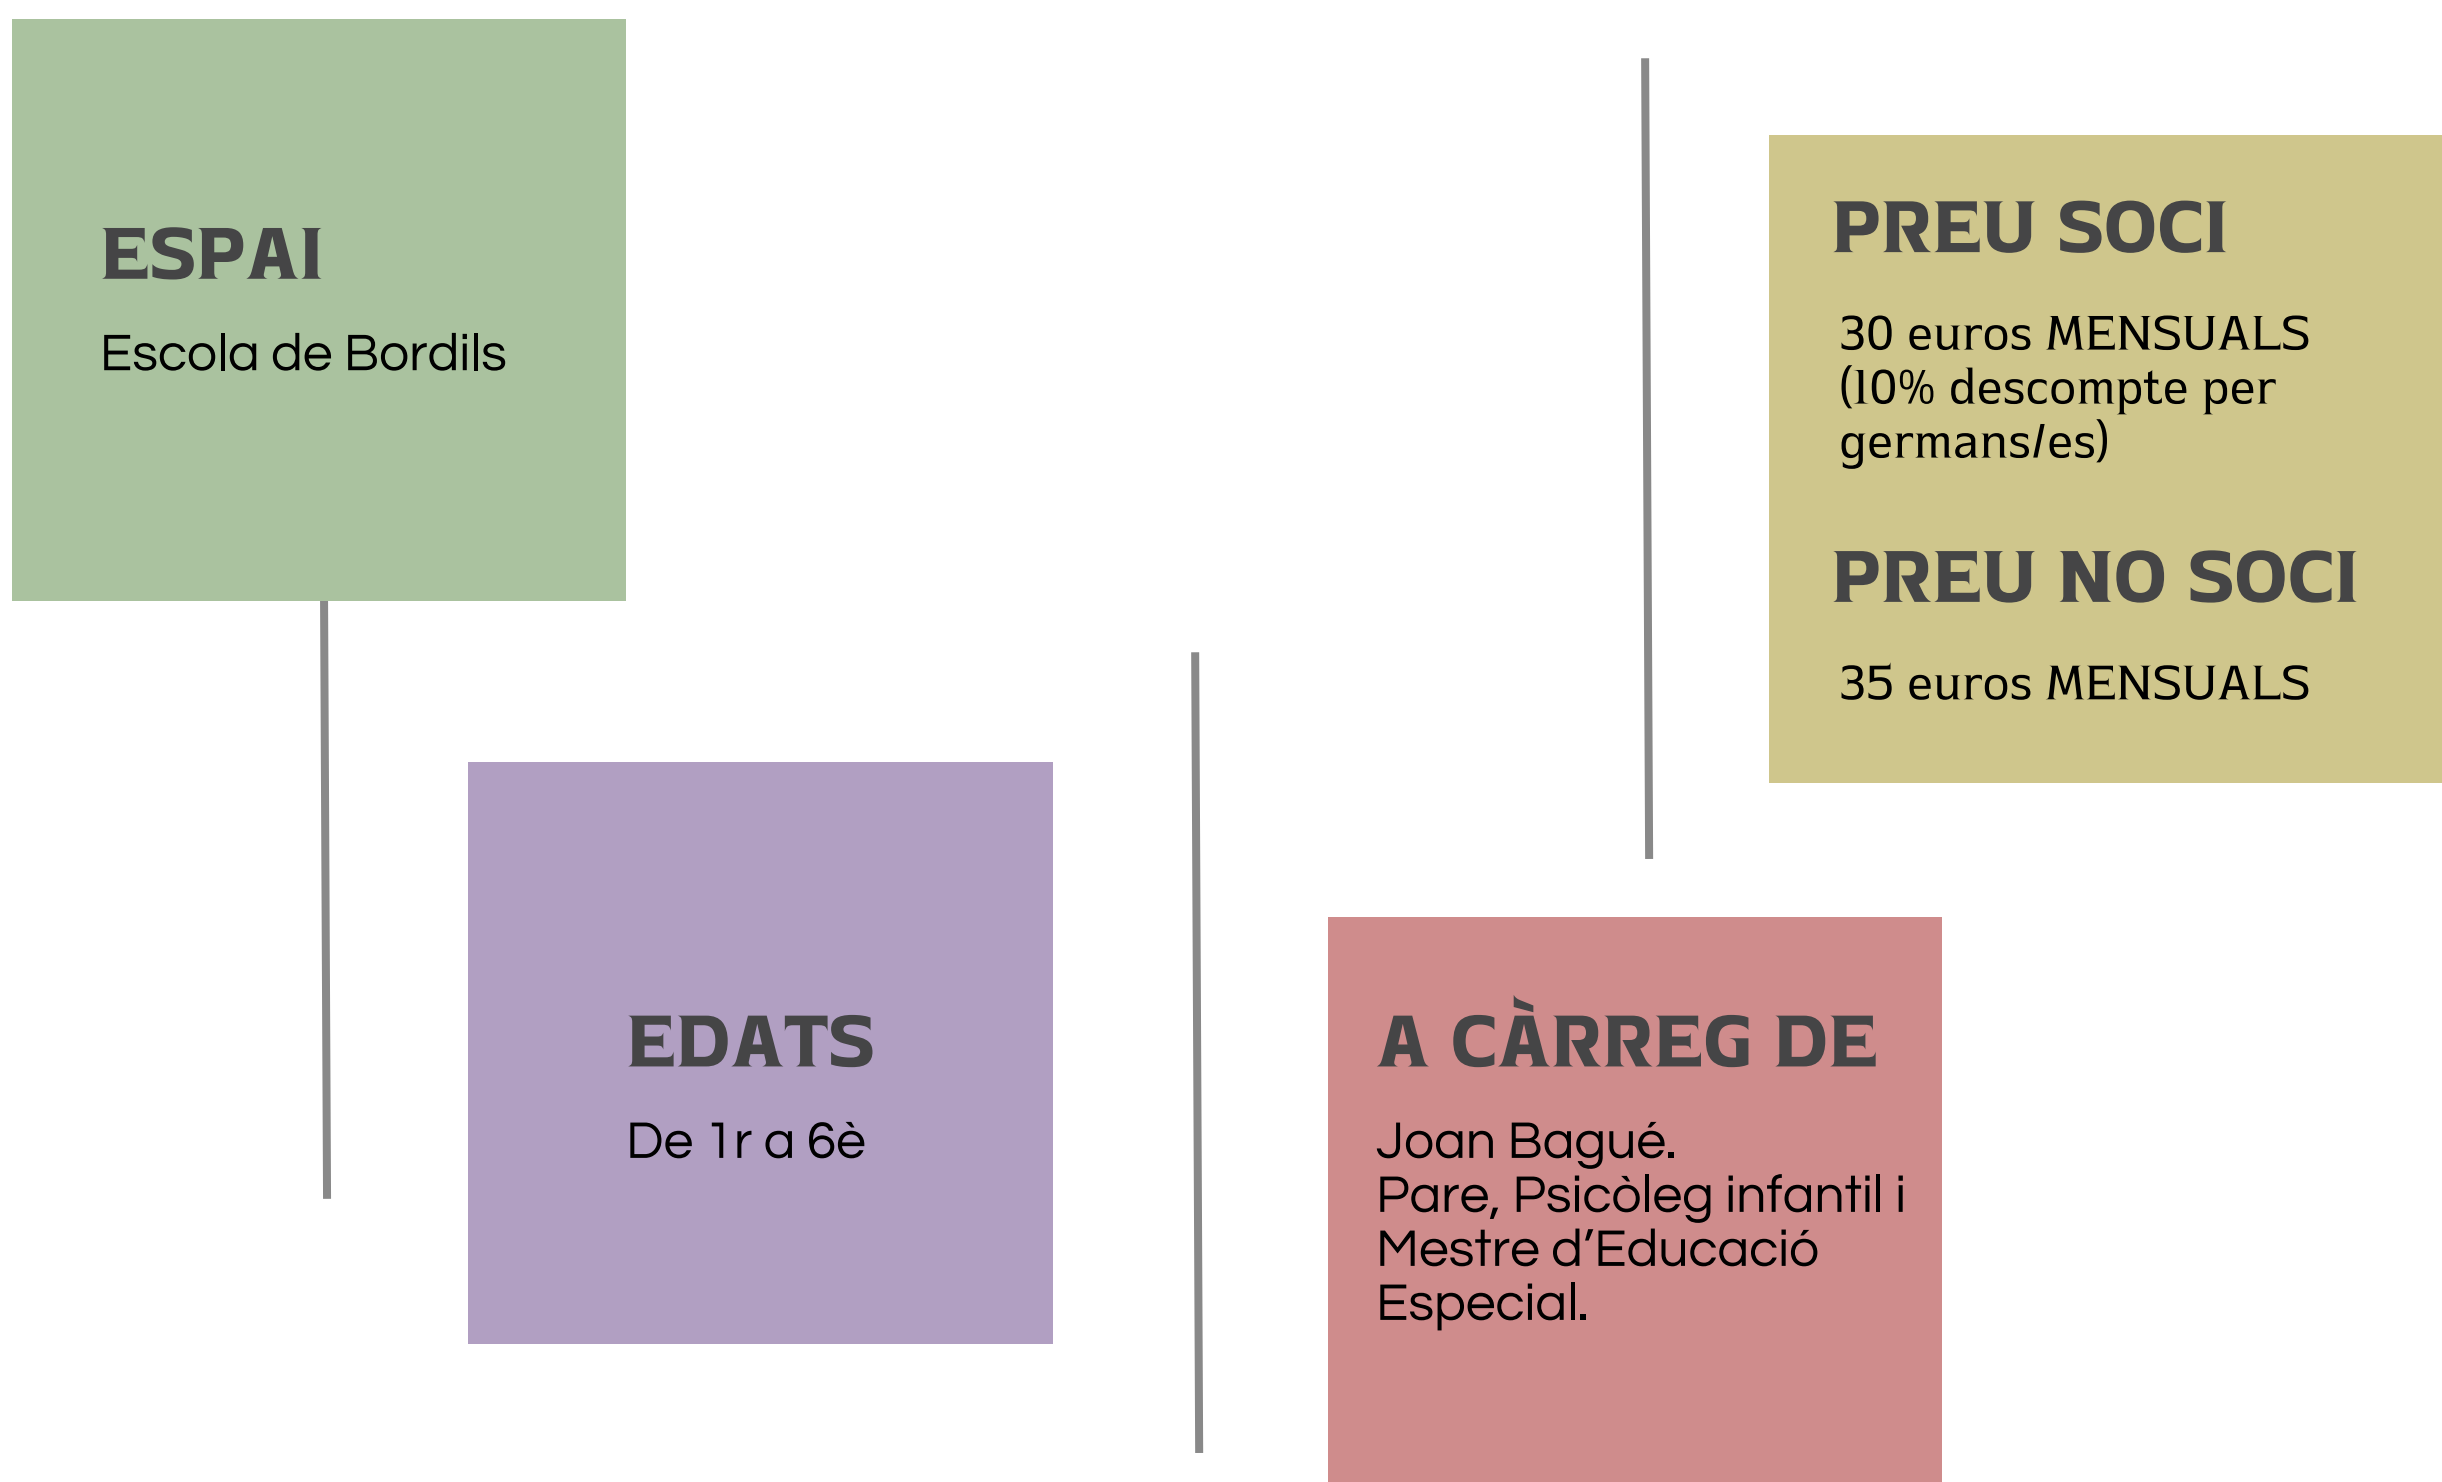 ESPAI
Escola de Bordils
EDATS
De 1r a 6è
A CÀRREG DE
Joan Bagué.
Pare, Psicòleg infantil i
Mestre d’Educació
Especial.
PREU SOCI
30 euros MENSUALS
(10% descompte per
germans/es)
PREU NO SOCI
35 euros MENSUALS